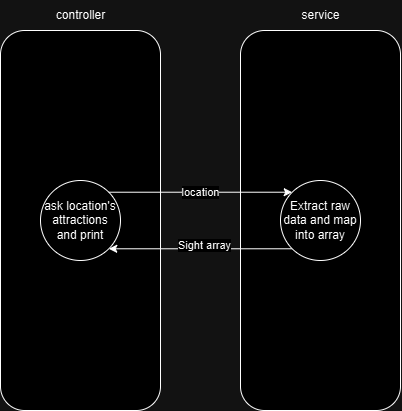 controller
service
ask location's
attractions
and print
location
Extract raw
data and map
into array
Sight array